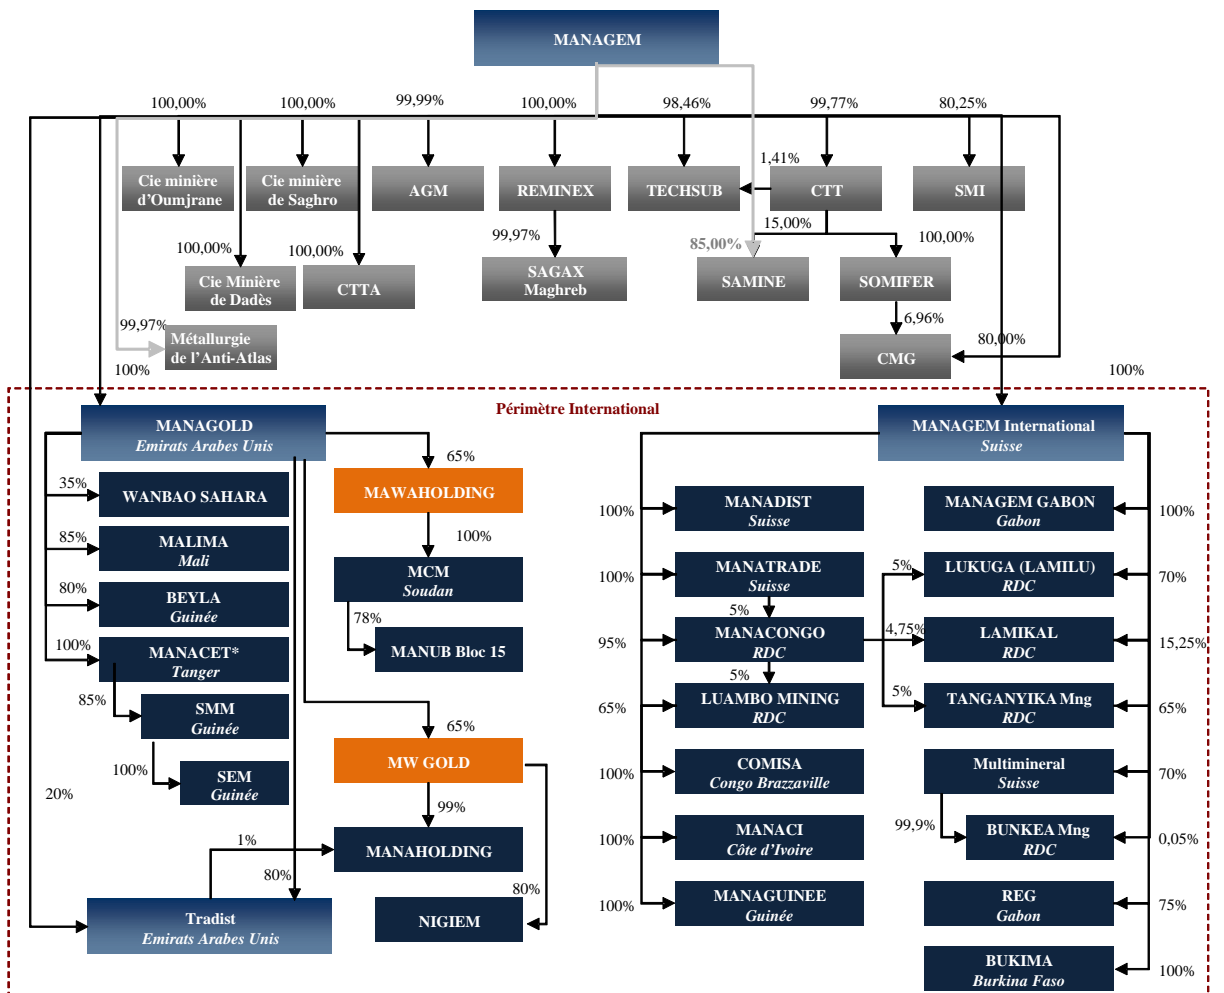 MANAGEM
100,00%
100,00%
99,99%
100,00%
98,46%
99,77%
80,25%
1,41%
Cie minière
d'Oumjrane
Cie minière
de Saghro
AGM
REMINEX
TECHSUB
CTT
SMI
100,00%
100,00%
99,97%
85,00%
15,00%
100,00%
Cie Minière
de Dadès
CTTA
SAGAX
Maghreb
SAMINE
SOMIFER
99,97%
6,96%
80,00%
Métallurgie
de l'Anti-Atlas
CMG
100%
100%
Périmètre International
MANAGOLD
Emirats Arabes Unis
MANAGEM International
Suisse
35%
WANBAO SAHARA
85%
MALIMA
Mali
80%
BEYLA
Guinée
100%
MANACET*
Tanger
85%
SMM
Guinée
100%
SEM
Guinée
20%
65%
MAWAHOLDING
100%
MCM
Soudan
78%
MANUB Bloc 15
65%
MW GOLD
99%
1%
MANAHOLDING
80%
80%
NIGIEM
Tradist
Emirats Arabes Unis
100%
MANADIST
Suisse
100%
MANATRADE
Suisse
5%
95%
MANACONGO
RDC
5%
65%
LUAMBO MINING
RDC
100%
COMISA
Congo Brazzaville
100%
MANACI
Côte d'Ivoire
100%
MANAGUINEE
Guinée
MANAGEM GABON
Gabon
100%
5%
LUKUGA (LAMILU)
RDC
70%
4,75%
LAMIKAL
RDC
15,25%
5%
TANGANYIKA Mng
RDC
65%
Multimineral
Suisse
70%
99,9%
BUNKEA Mng
RDC
0,05%
REG
Gabon
75%
BUKIMA
Burkina Faso
100%